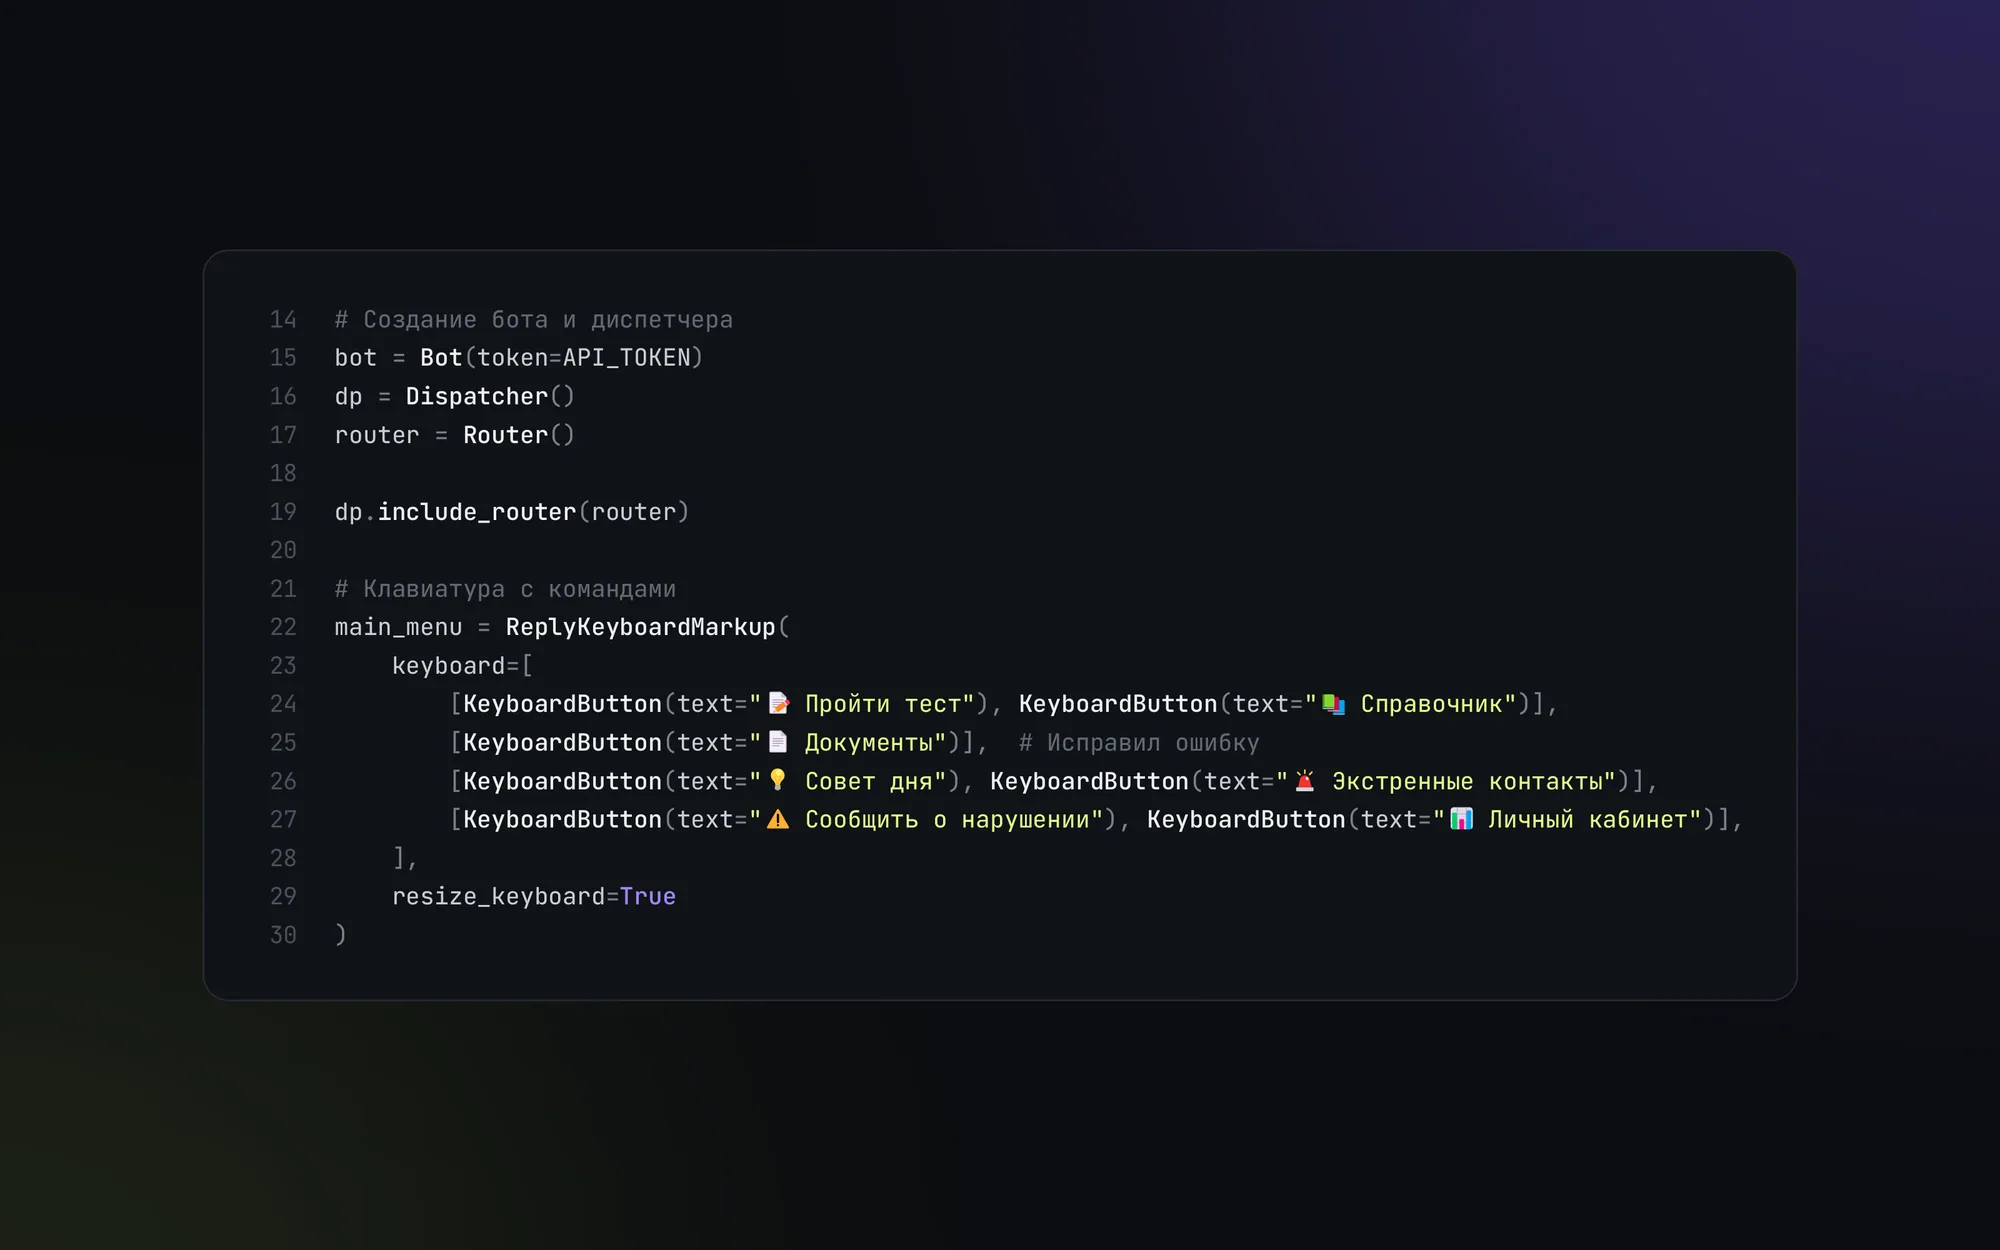 14 # Создание бота и диспетчера
15 bot = Bot(token=API_TOKEN)
16 dp = Dispatcher()
17 router = Router()
18
19 dp.include_router(router)
20
21 # Клавиатура с командами
22 main_menu = ReplyKeyboardMarkup(
23     keyboard=[
24         [KeyboardButton(text="📝 Пройти тест"), KeyboardButton(text="📚 Справочник")],
25         [KeyboardButton(text="📄 Документы")],  # Исправил ошибку
26         [KeyboardButton(text="💡 Совет дня"), KeyboardButton(text="🚨 Экстренные контакты")],
27         [KeyboardButton(text="⚠️ Сообщить о нарушении"), KeyboardButton(text="📊 Личный кабинет")],
28     ],
29     resize_keyboard=True
30 )